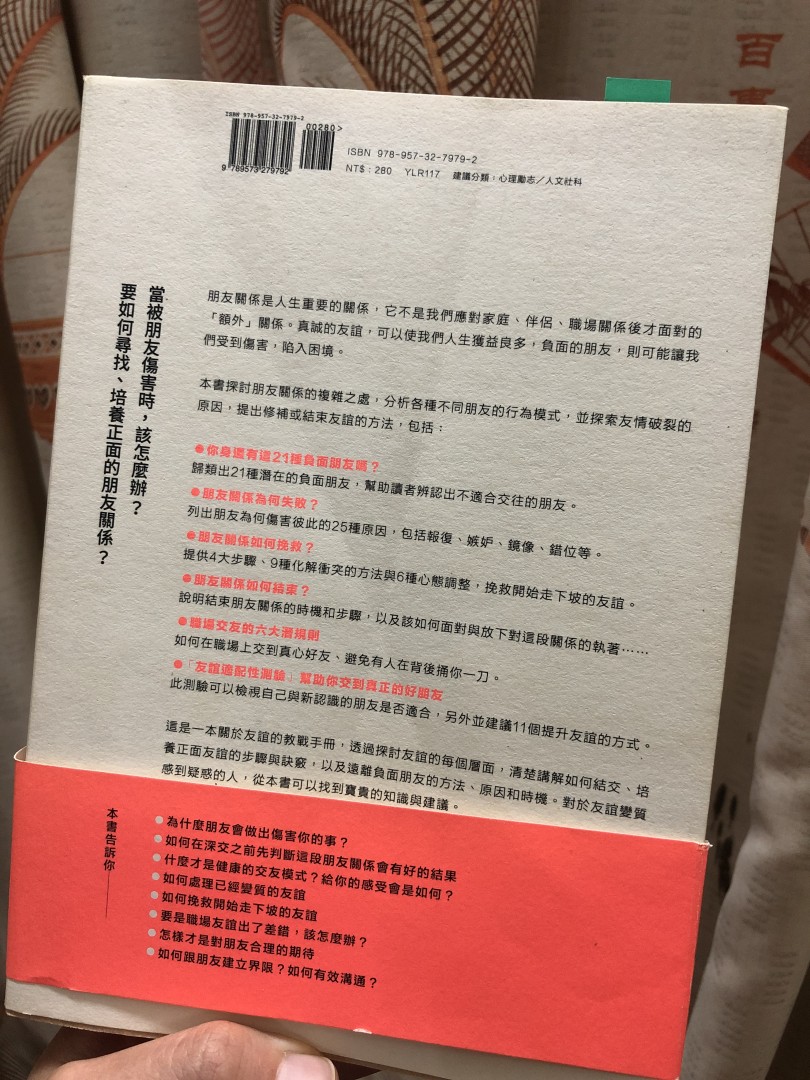 百
ISBN 978-957-32-7979-2
00280>
9 789573 279792
ISBN 978-957-32-7979-2
NT$:280 YLR117 建議分類:心理勵志/人文社科
當被朋友傷害時,該怎麼辦?
要如何尋找、培養正面的朋友關係?
朋友關係是人生重要的關係,它不是我們應對家庭、伴侶、職場關係後才面對的
「額外」關係。真誠的友誼,可以使我們人生獲益良多,負面的朋友,則可能讓我
們受到傷害,陷入困境。
本書探討朋友關係的複雜之處,分析各種不同朋友的行為模式,並探索友情破裂的
原因,提出修補或結束友誼的方法,包括:
●你身邊有這21種負面朋友嗎?
歸類出21種潛在的負面朋友,幫助讀者辨認出不適合交往的朋友。
●朋友關係為何失敗?
列出朋友為何傷害彼此的25種原因,包括報復、嫉妒、鏡像、錯位等。
●朋友關係如何挽救?
提供4大步驟、9種化解衝突的方法與6種心態調整,挽救開始走下坡的友誼。
●朋友關係如何結束?
說明結束朋友關係的時機和步驟,以及該如何面對與放下對這段關係的執著……
●職場交友的六大潛規則
如何在職場上交到真心好友、避免有人在背後捅你一刀。
●「友誼適配性測驗」幫助你交到真正的好朋友
此測驗可以檢視自己與新認識的朋友是否適合,另外並建議11個提升友誼的方式。
這是一本關於友誼的教戰手冊,透過探討友誼的每個層面,清楚講解如何結交、培
養正面友誼的步驟與訣竅,以及遠離負面朋友的方法、原因和時機。對於友誼變質
感到疑惑的人,從本書可以找到寶貴的知識與建議。
本書告訴你——
●為什麼朋友會做出傷害你的事?
●如何在深交之前先判斷這段朋友關係會有好的結果
●什麼才是健康的交友模式?給你的感受會是如何?
●如何處理已經變質的友誼
●如何挽救開始走下坡的友誼
●要是職場友誼出了差錯,該怎麼辦?
●怎樣才是對朋友合理的期待
●如何跟朋友建立界限?如何有效溝通?